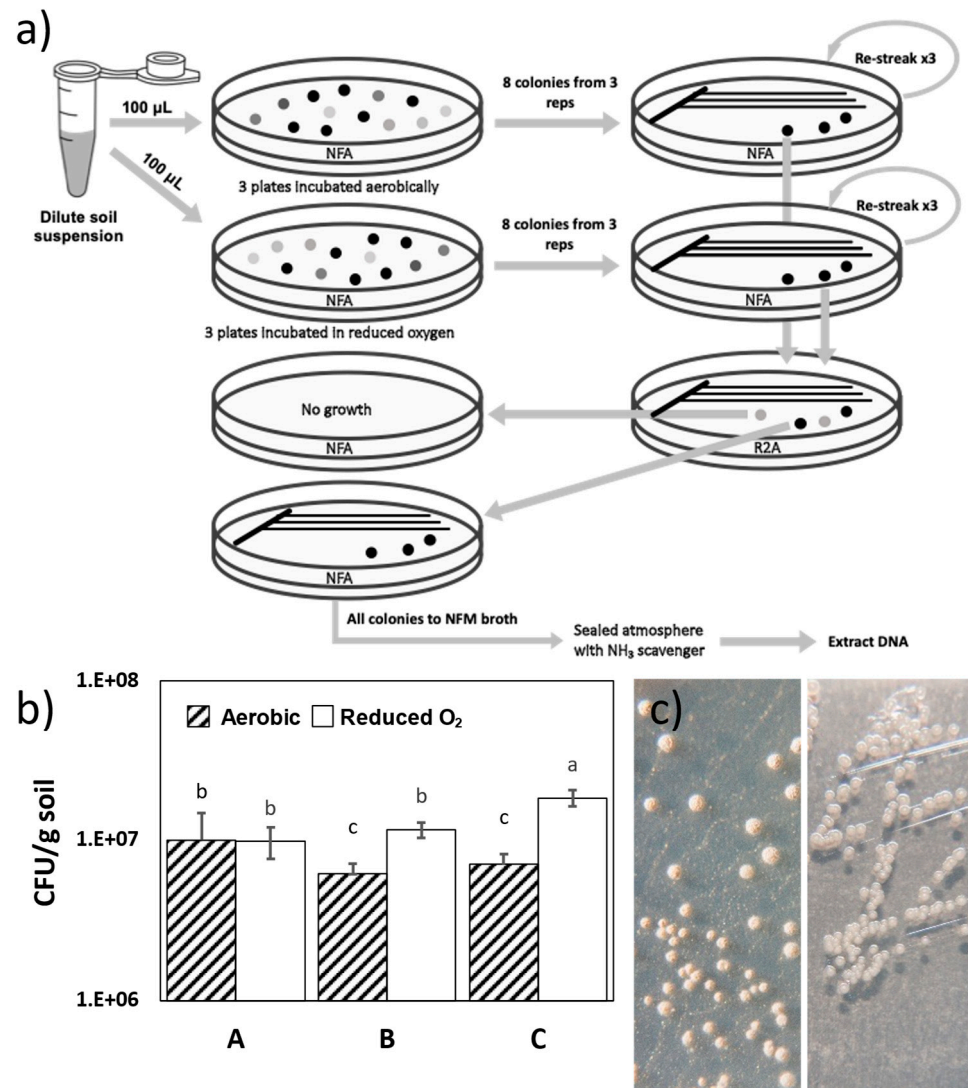 a)
100 µL
100 µL
Dilute soil
suspension
NFA
3 plates incubated aerobically
8 colonies from 3
reps
NFA
Re-streak x3
NFA
3 plates incubated in reduced oxygen
8 colonies from 3
reps
NFA
Re-streak x3
No growth
NFA
R2A
NFA
All colonies to NFM broth
Sealed atmosphere
with NH₃ scavenger
Extract DNA
b)
1.E+08
1.E+07
1.E+06
CFU/g soil
Aerobic
Reduced O₂
b
b
c
b
c
a
A
B
C
c)